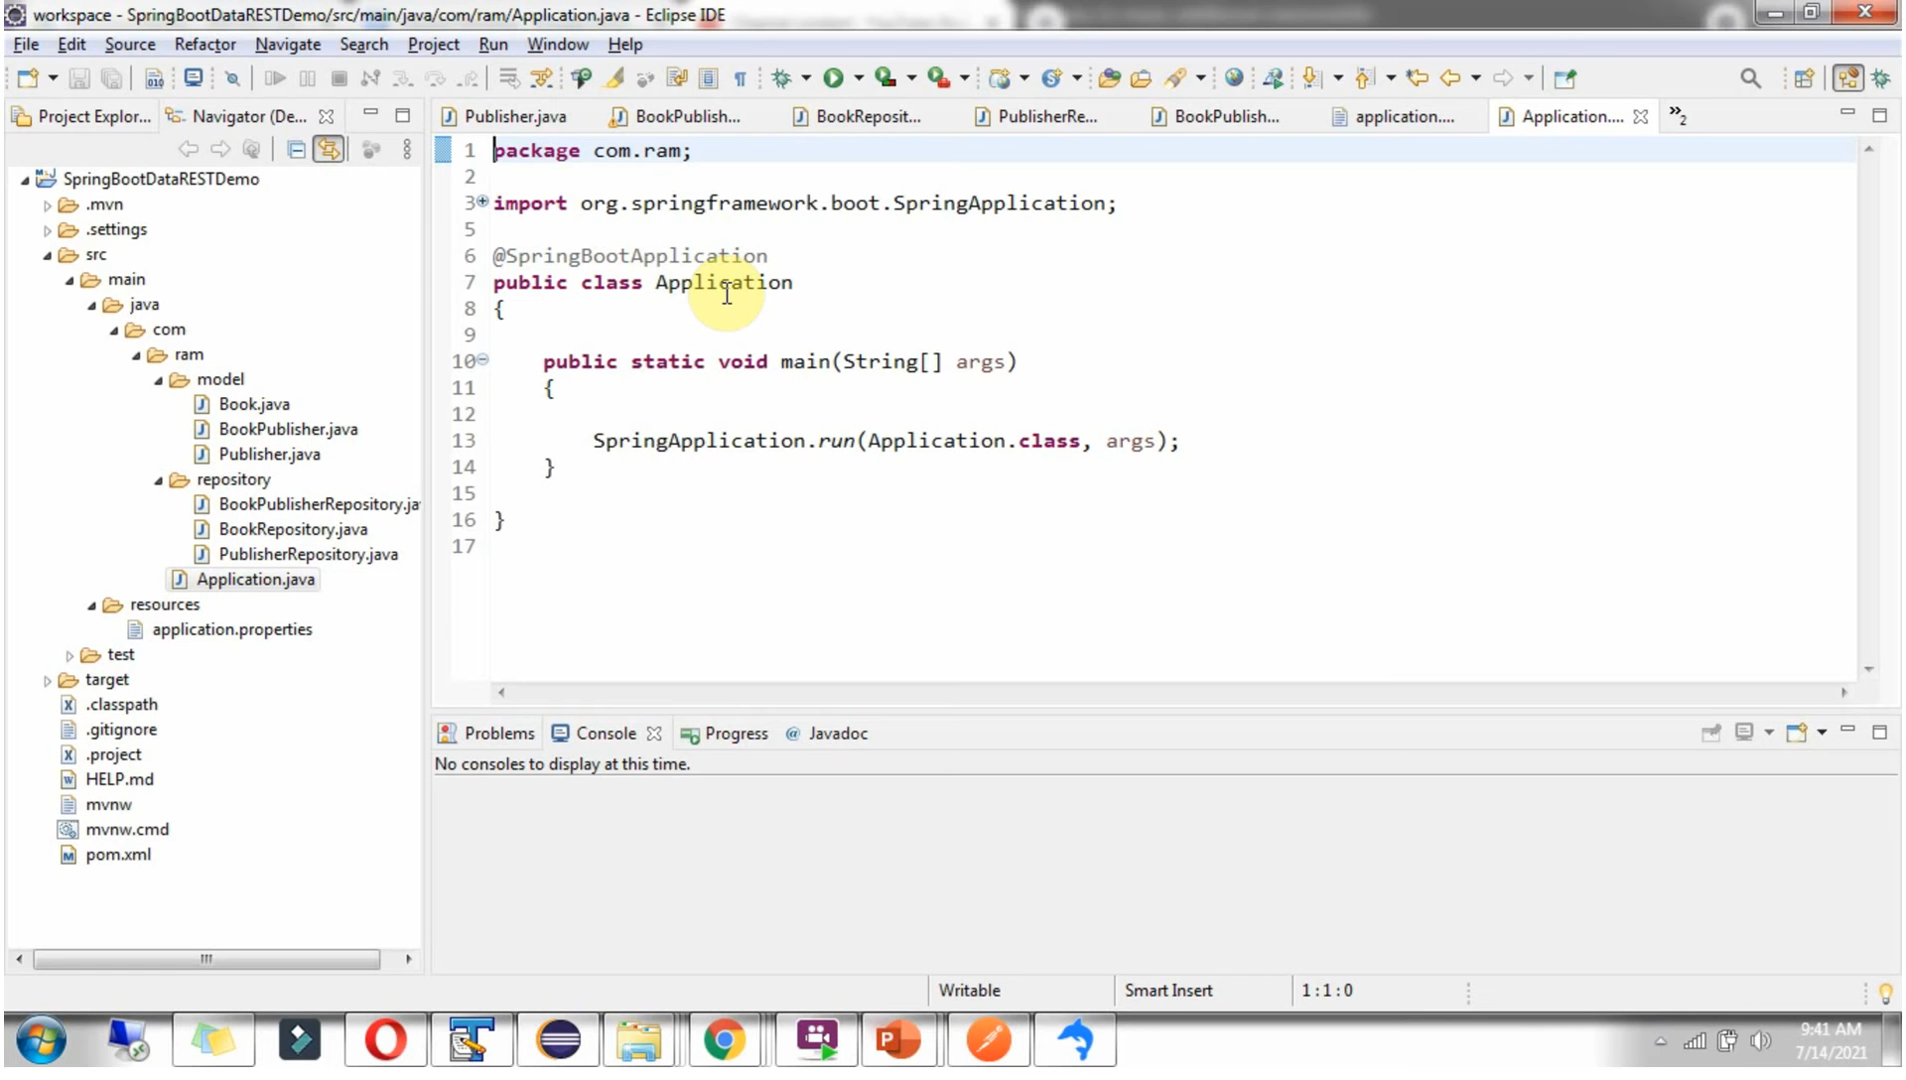 workspace - SpringBootDataRESTDemo/src/main/java/com/ram/Application.java - Eclipse IDE
File Edit Source Refactor Navigate Search Project Run Window Help
Project Explor... Navigator (De...
Publisher.java BookPublish... BookReposit... PublisherRe... BookPublish... application.... Application.... »2
SpringBootDataRESTDemo
.mvn
.settings
src
main
java
com
ram
model
Book.java
BookPublisher.java
Publisher.java
repository
BookPublisherRepository.ja
BookRepository.java
PublisherRepository.java
Application.java
resources
application.properties
test
target
.classpath
.gitignore
.project
HELP.md
mvnw
mvnw.cmd
pom.xml
1 package com.ram;
2
3 import org.springframework.boot.SpringApplication;
5
6 @SpringBootApplication
7 public class Application
8 {
9
10 public static void main(String[] args)
11 {
12
13 SpringApplication.run(Application.class, args);
14 }
15
16 }
17
Problems Console Progress @ Javadoc
No consoles to display at this time.
Writable Smart Insert 1:1:0
9:41 AM
7/14/2021